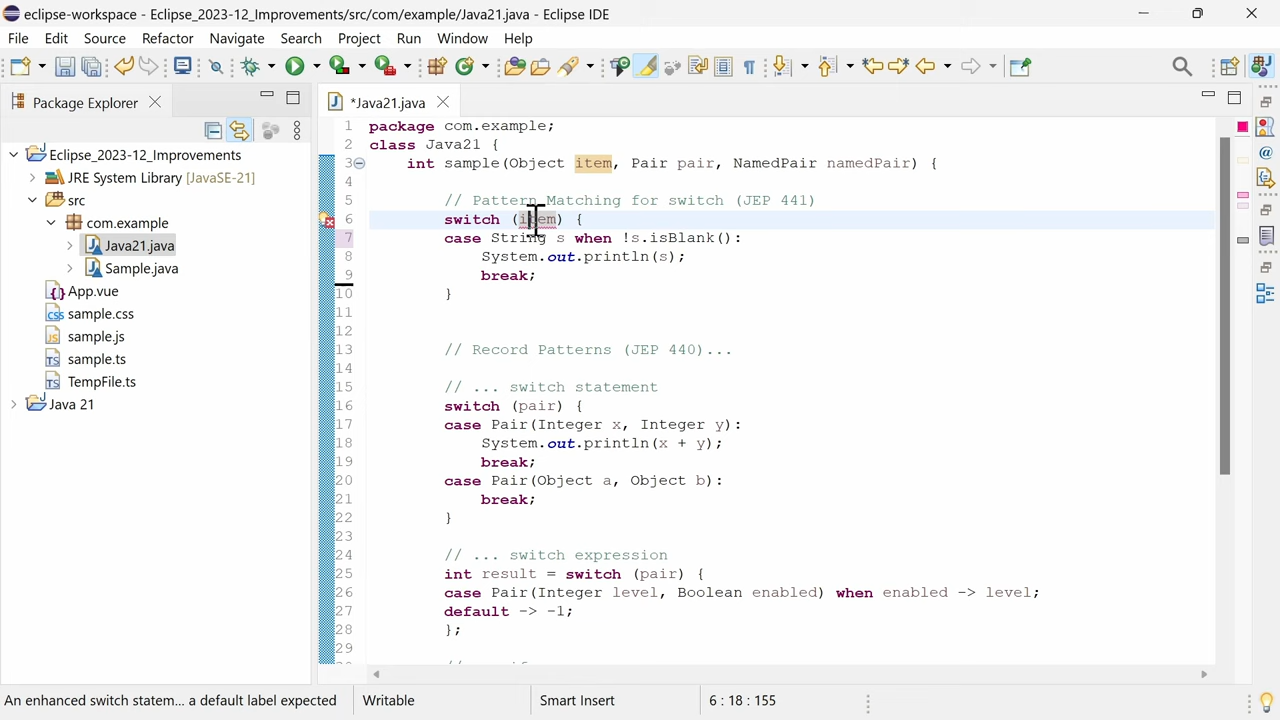 eclipse-workspace - Eclipse_2023-12_Improvements/src/com/example/Java21.java - Eclipse IDE
File Edit Source Refactor Navigate Search Project Run Window Help
Package Explorer
*Java21.java
Eclipse_2023-12_Improvements
JRE System Library [JavaSE-21]
src
com.example
Java21.java
Sample.java
App.vue
sample.css
sample.js
sample.ts
TempFile.ts
Java 21
1 package com.example;
2 class Java21 {
3 int sample(Object item, Pair pair, NamedPair namedPair) {
4
5 // Pattern Matching for switch (JEP 441)
6 switch (item) {
7 case String s when !s.isBlank():
8 System.out.println(s);
9 break;
10 }
11
12
13 // Record Patterns (JEP 440)...
14
15 // ... switch statement
16 switch (pair) {
17 case Pair(Integer x, Integer y):
18 System.out.println(x + y);
19 break;
20 case Pair(Object a, Object b):
21 break;
22 }
23
24 // ... switch expression
25 int result = switch (pair) {
26 case Pair(Integer level, Boolean enabled) when enabled -> level;
27 default -> -1;
28 };
29
An enhanced switch statem... a default label expected
Writable
Smart Insert
6 : 18 : 155